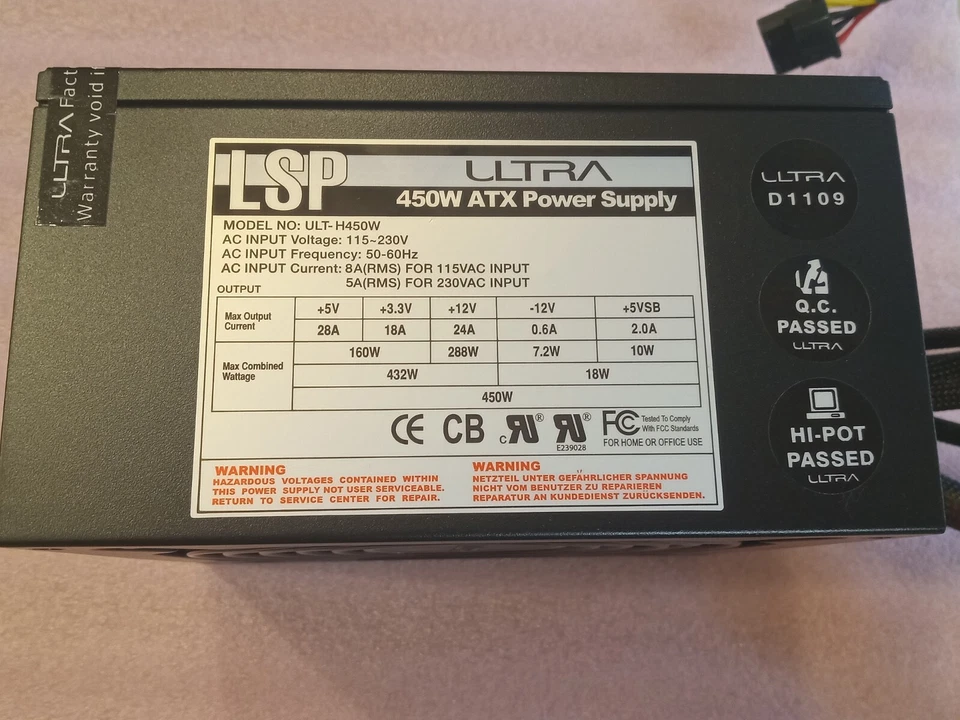 ULTRA Fact
Warranty void i
LSP ULTRA
450W ATX Power Supply
MODEL NO: ULT-H450W
AC INPUT Voltage: 115~230V
AC INPUT Frequency: 50-60Hz
AC INPUT Current: 8A(RMS) FOR 115VAC INPUT
5A(RMS) FOR 230VAC INPUT
OUTPUT
Max Output Current +5V +3.3V +12V -12V +5VSB
28A 18A 24A 0.6A 2.0A
Max Combined Wattage 160W 288W 7.2W 10W
432W 18W
450W
CE CB c RU® RU® FC Tested To Comply
With FCC Standards
E239028 FOR HOME OR OFFICE USE
WARNING
HAZARDOUS VOLTAGES CONTAINED WITHIN
THIS POWER SUPPLY NOT USER SERVICEABLE.
RETURN TO SERVICE CENTER FOR REPAIR.
WARNING
NETZTEIL UNTER GEFÄHRLICHER SPANNUNG
NICHT VOM BENUTZER ZU REPARIEREN
REPARATUR AN KUNDEDIENST ZURÜCKSENDEN.
ULTRA
D1109
Q.C.
PASSED
ULTRA
HI-POT
PASSED
ULTRA